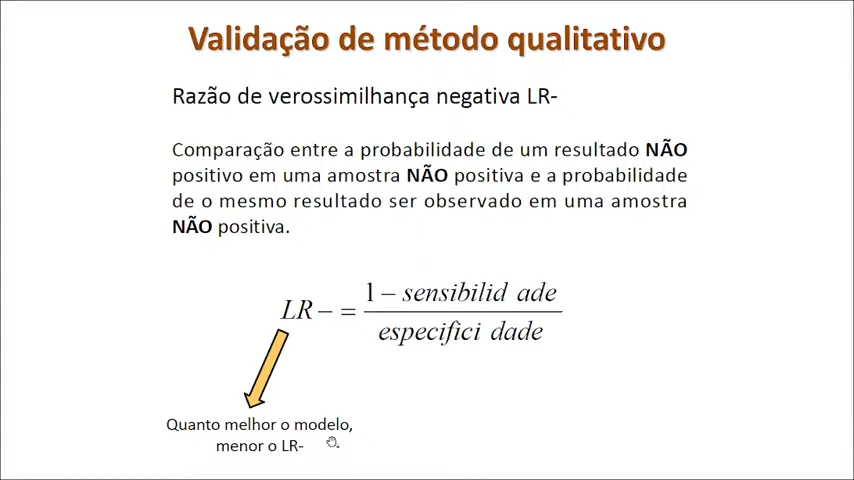 Validação de método qualitativo
Razão de verossimilhança negativa LR-
Comparação entre a probabilidade de um resultado NÃO
positivo em uma amostra NÃO positiva e a probabilidade
de o mesmo resultado ser observado em uma amostra
NÃO positiva.
1 – sensibilid ade
LR – =
especifici dade
Quanto melhor o modelo,
menor o LR-